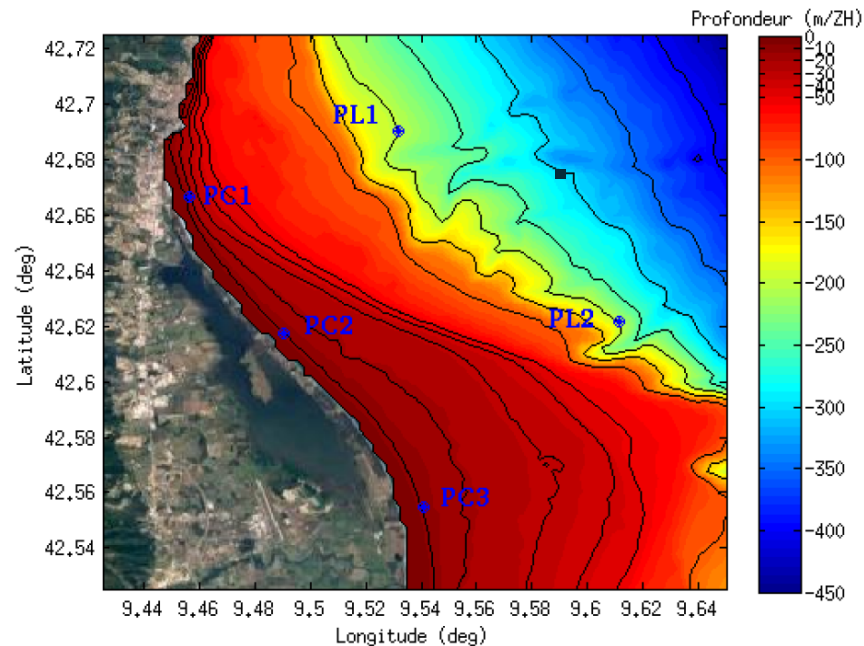 Profondeur (m/ZH)
42.72
42.7
42.68
42.66
42.64
42.62
42.6
42.58
42.56
42.54
Latitude (deg)
PL1
PC1
PC2
PL2
PC3
9.44 9.46 9.48 9.5 9.52 9.54 9.56 9.58 9.6 9.62 9.64
Longitude (deg)
0
-10
-20
-30
-40
-50
-100
-150
-200
-250
-300
-350
-400
-450